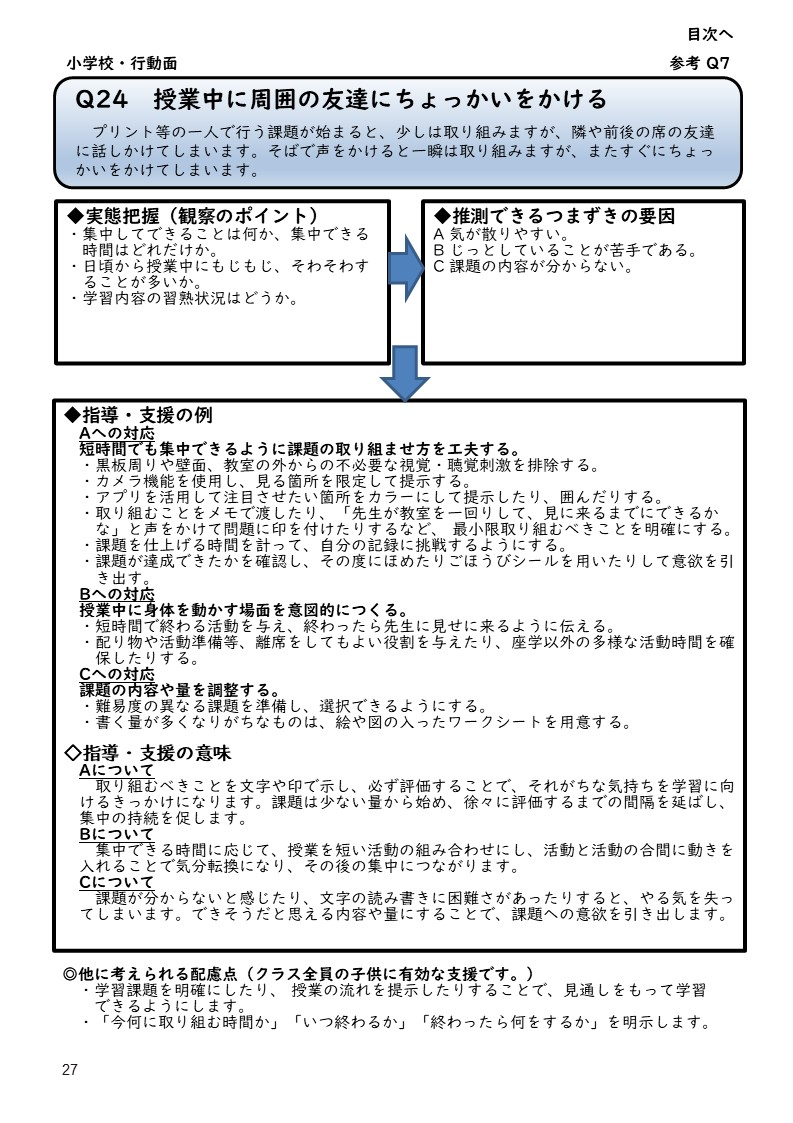 目次へ
小学校・行動面
参考 Q7
Q24　授業中に周囲の友達にちょっかいをかける
　プリント等の一人で行う課題が始まると、少しは取り組みますが、隣や前後の席の友達
に話しかけてしまいます。そばで声をかけると一瞬は取り組みますが、またすぐにちょっ
かいをかけてしまいます。
◆実態把握（観察のポイント）
・集中してできることは何か、集中できる
時間はどれだけか。
・日頃から授業中にもじもじ、そわそわす
ることが多いか。
・学習内容の習熟状況はどうか。
◆推測できるつまずきの要因
A 気が散りやすい。
B じっとしていることが苦手である。
C 課題の内容が分からない。
◆指導・支援の例
Aへの対応
短時間でも集中できるように課題の取り組ませ方を工夫する。
・黒板周りや壁面、教室の外からの不必要な視覚・聴覚刺激を排除する。
・カメラ機能を使用し、見る箇所を限定して提示する。
・アプリを活用して注目させたい箇所をカラーにして提示したり、囲んだりする。
・取り組むことをメモで渡したり、「先生が教室を一回りして、見に来るまでにできるか
な」と声をかけて問題に印を付けたりするなど、 最小限取り組むべきことを明確にする。
・課題を仕上げる時間を計って、自分の記録に挑戦するようにする。
・課題が達成できたかを確認し、その度にほめたりごほうびシールを用いたりして意欲を引
き出す。
Bへの対応
授業中に身体を動かす場面を意図的につくる。
・短時間で終わる活動を与え、終わったら先生に見せに来るように伝える。
・配り物や活動準備等、離席をしてもよい役割を与えたり、座学以外の多様な活動時間を確
保したりする。
Cへの対応
課題の内容や量を調整する。
・難易度の異なる課題を準備し、選択できるようにする。
・書く量が多くなりがちなものは、絵や図の入ったワークシートを用意する。
◇指導・支援の意味
Aについて
　取り組むべきことを文字や印で示し、必ず評価することで、それがちな気持ちを学習に向
けるきっかけになります。課題は少ない量から始め、徐々に評価するまでの間隔を延ばし、
集中の持続を促します。
Bについて
　集中できる時間に応じて、授業を短い活動の組み合わせにし、活動と活動の合間に動きを
入れることで気分転換になり、その後の集中につながります。
Cについて
　課題が分からないと感じたり、文字の読み書きに困難さがあったりすると、やる気を失っ
てしまいます。できそうだと思える内容や量にすることで、課題への意欲を引き出します。
◎他に考えられる配慮点（クラス全員の子供に有効な支援です。）
・学習課題を明確にしたり、 授業の流れを提示したりすることで、見通しをもって学習
できるようにします。
・「今何に取り組む時間か」「いつ終わるか」「終わったら何をするか」を明示します。
27